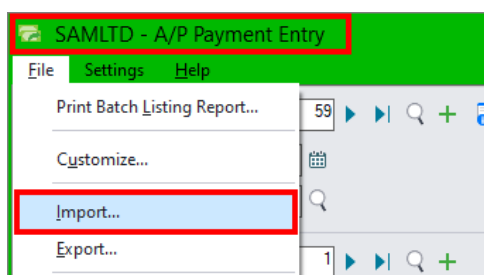 SAMLTD - A/P Payment Entry
File Settings Help
Print Batch Listing Report...
59
Customize...
Import...
Export...
1